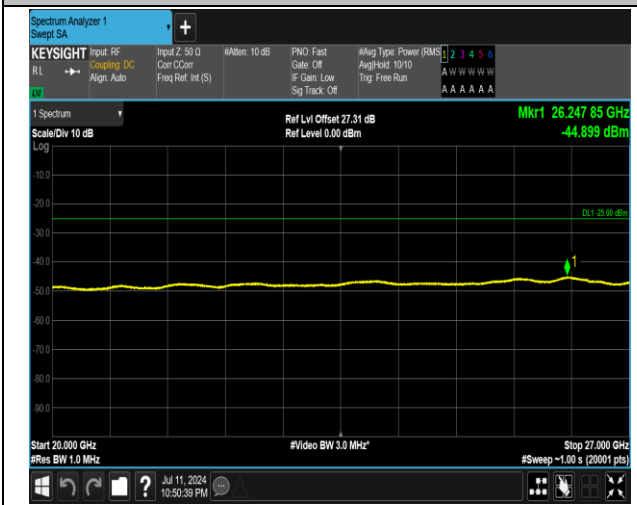 Spectrum Analyzer 1
Swept SA
+
KEYSIGHT
RL
LXI
Input: RF
Coupling: DC
Align: Auto
Input Z: 50 Ω
Corr CCorr
Freq Ref: Int (S)
#Atten: 10 dB
PNO: Fast
Gate: Off
IF Gain: Low
Sig Track: Off
#Avg Type: Power (RMS
Avg|Hold: 10/10
Trig: Free Run
1 2 3 4 5 6
A W W W W W
A A A A A A
1 Spectrum
Scale/Div 10 dB
Log
Ref Lvl Offset 27.31 dB
Ref Level 0.00 dBm
Mkr1 26.247 85 GHz
-44.899 dBm
-10.0
-20.0
DL1 -25.00 dBm
-30.0
-40.0
1
-50.0
-60.0
-70.0
-80.0
-90.0
Start 20.000 GHz
#Res BW 1.0 MHz
#Video BW 3.0 MHz*
Stop 27.000 GHz
#Sweep ~1.00 s (20001 pts)
?
Jul 11, 2024
10:50:39 PM